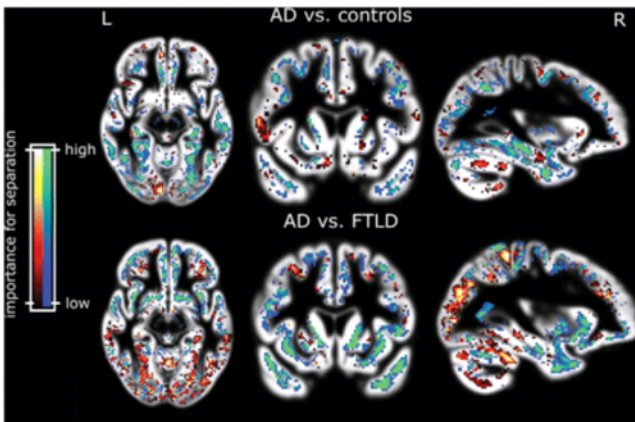 L
AD vs. controls
R
high
importance for separation
low
AD vs. FTLD